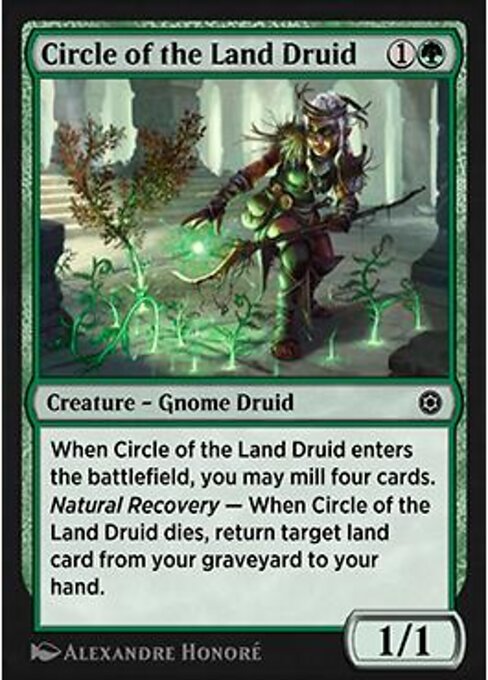 Circle of the Land Druid 1
Creature – Gnome Druid
When Circle of the Land Druid enters
the battlefield, you may mill four cards.
Natural Recovery — When Circle of the
Land Druid dies, return target land
card from your graveyard to your
hand.
1/1
ALEXANDRE HONORÉ